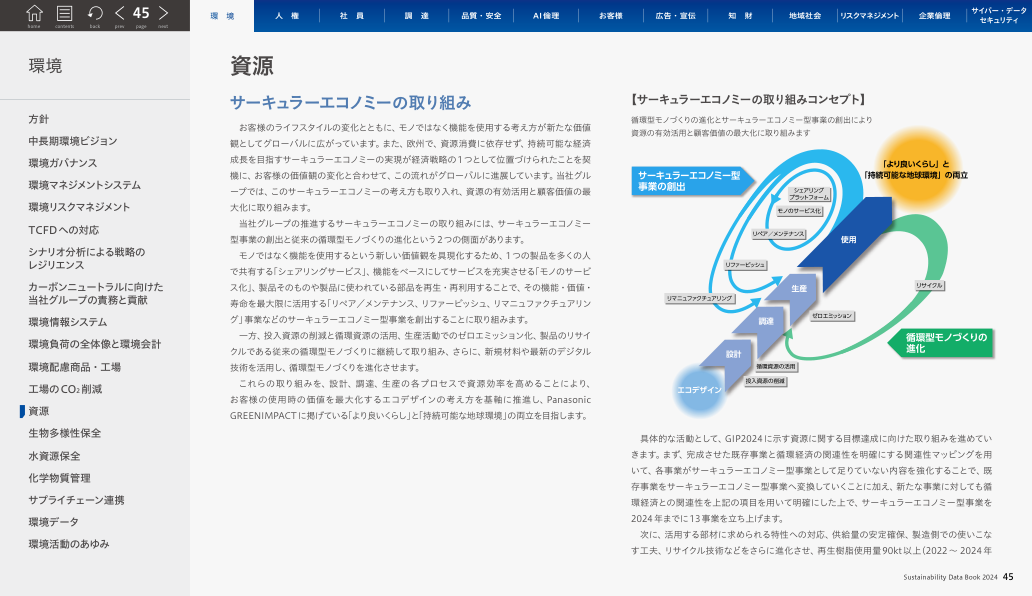 45
home contents back prev page next
環 境
人 権
社 員
調 達
品質・安全
AI倫理
お客様
広告・宣伝
知 財
地域社会
リスクマネジメント
企業倫理
サイバー・データ
セキュリティ
環境
方針
中長期環境ビジョン
環境ガバナンス
環境マネジメントシステム
環境リスクマネジメント
TCFDへの対応
シナリオ分析による戦略の
レジリエンス
カーボンニュートラルに向けた
当社グループの責務と貢献
環境情報システム
環境負荷の全体像と環境会計
環境配慮商品・工場
工場のCO₂削減
資源
生物多様性保全
水資源保全
化学物質管理
サプライチェーン連携
環境データ
環境活動のあゆみ
資源
サーキュラーエコノミーの取り組み
お客様のライフスタイルの変化とともに、モノではなく機能を使用する考え方が新たな価値
観としてグローバルに広がっています。また、欧州で、資源消費に依存せず、持続可能な経済
成長を目指すサーキュラーエコノミーの実現が経済戦略の1つとして位置づけられたことを契
機に、お客様の価値観の変化と合わせて、この流れがグローバルに進展しています。当社グル
ープでは、このサーキュラーエコノミーの考え方も取り入れ、資源の有効活用と顧客価値の最
大化に取り組みます。
当社グループの推進するサーキュラーエコノミーの取り組みには、サーキュラーエコノミー
型事業の創出と従来の循環型モノづくりの進化という2つの側面があります。
モノではなく機能を使用するという新しい価値観を具現化するため、1つの製品を多くの人
で共有する「シェアリングサービス」、機能をベースにしてサービスを充実させる「モノのサービ
ス化」、製品そのものや製品に使われている部品を再生・再利用することで、その機能・価値・
寿命を最大限に活用する「リペア／メンテナンス、リファービッシュ、リマニュファクチュアリン
グ」事業などのサーキュラーエコノミー型事業を創出することに取り組みます。
一方、投入資源の削減と循環資源の活用、生産活動でのゼロエミッション化、製品のリサイ
クルである従来の循環型モノづくりに継続して取り組み、さらに、新規材料や最新のデジタル
技術を活用し、循環型モノづくりを進化させます。
これらの取り組みを、設計、調達、生産の各プロセスで資源効率を高めることにより、
お客様の使用時の価値を最大化するエコデザインの考え方を基軸に推進し、Panasonic
GREENIMPACTに掲げている「より良いくらし」と「持続可能な地球環境」の両立を目指します。
【サーキュラーエコノミーの取り組みコンセプト】
循環型モノづくりの進化とサーキュラーエコノミー型事業の創出により
資源の有効活用と顧客価値の最大化に取り組みます
「より良いくらし」と
「持続可能な地球環境」の両立
サーキュラーエコノミー型
事業の創出
シェアリング
プラットフォーム
モノのサービス化
リペア／メンテナンス
使用
リファービッシュ
リサイクル
生産
リマニュファクチュアリング
ゼロエミッション
調達
循環型モノづくりの
進化
設計
循環資源の活用
投入資源の削減
エコデザイン
具体的な活動として、GIP2024に示す資源に関する目標達成に向けた取り組みを進めてい
きます。まず、完成させた既存事業と循環経済の関連性を明確にする関連性マッピングを用
いて、各事業がサーキュラーエコノミー型事業として足りていない内容を強化することで、既
存事業をサーキュラーエコノミー型事業へ変換していくことに加え、新たな事業に対しても循
環経済との関連性を上記の項目を用いて明確にした上で、サーキュラーエコノミー型事業を
2024年までに13事業を立ち上げます。
次に、活用する部材に求められる特性への対応、供給量の安定確保、製造側での使いこな
す工夫、リサイクル技術などをさらに進化させ、再生樹脂使用量90kt以上（2022 ～ 2024年
Sustainability Data Book 2024 45